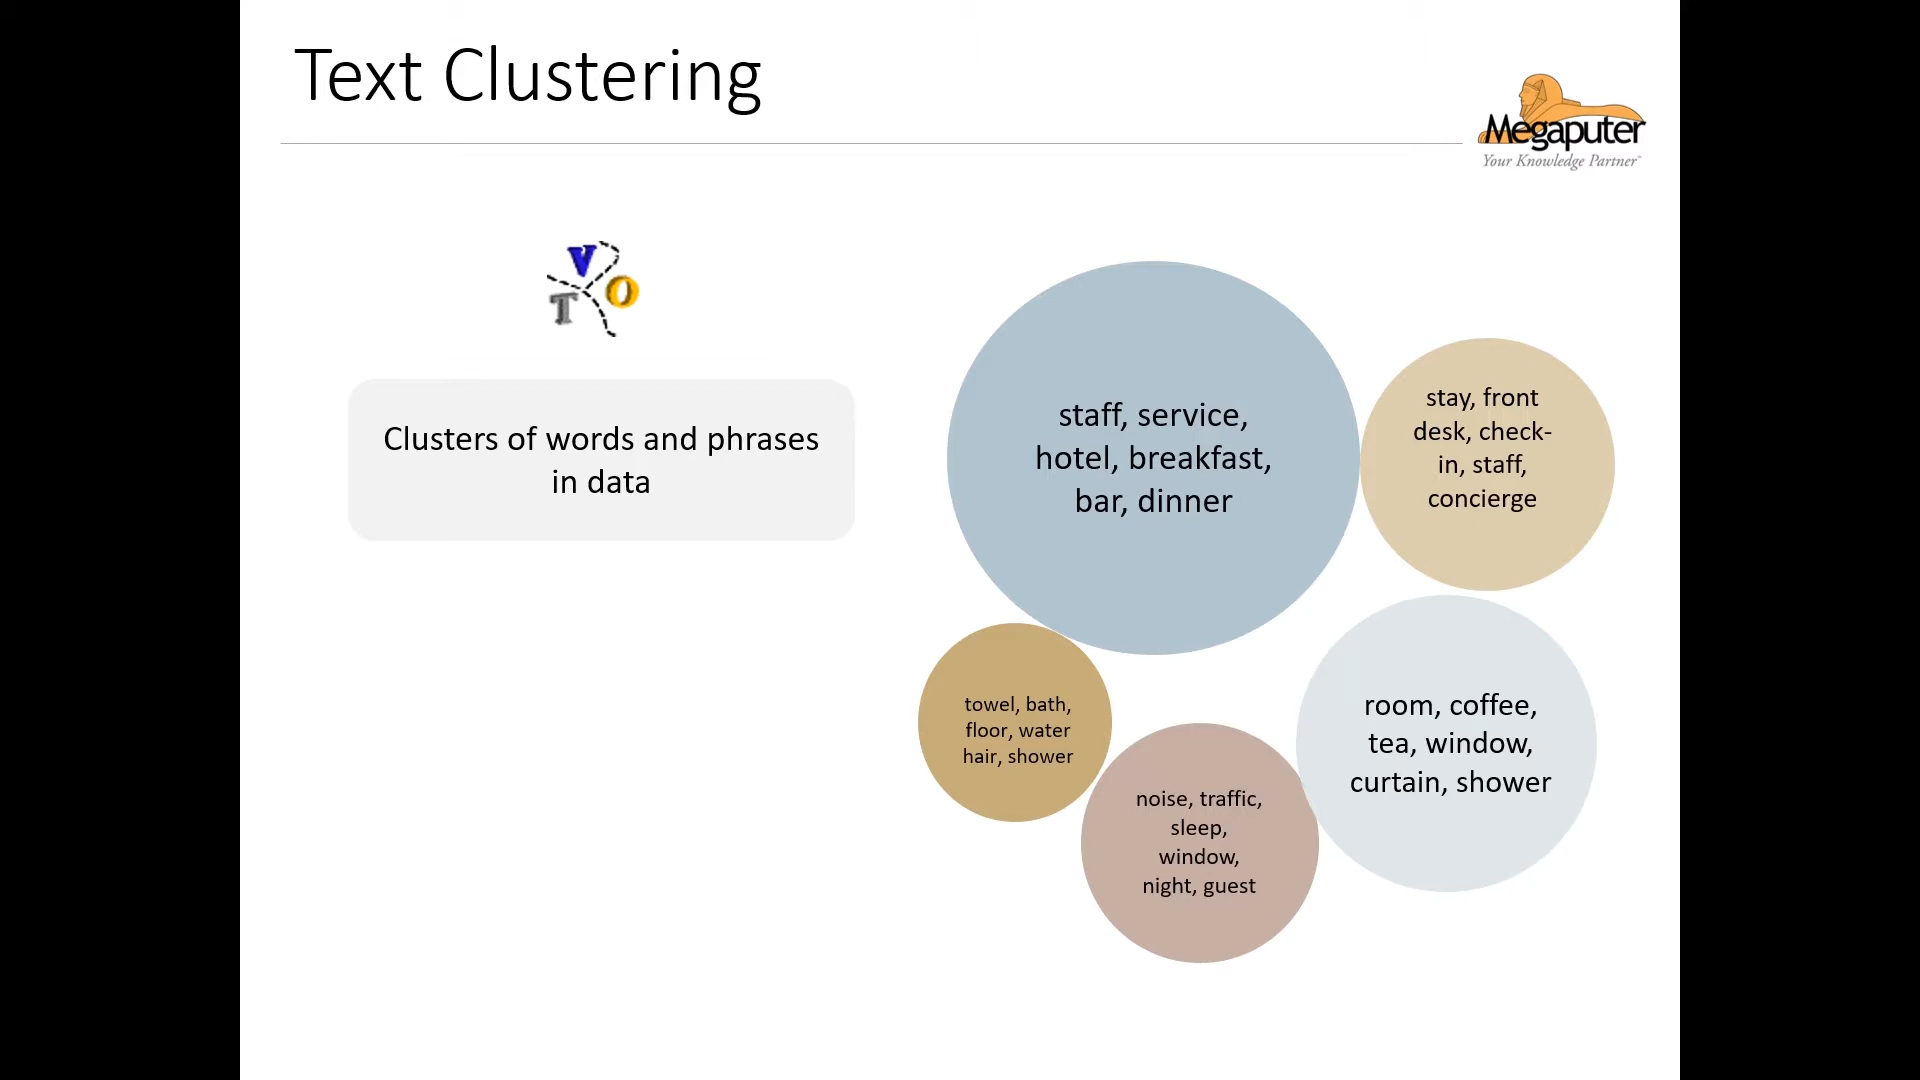 Text Clustering
Megaputer
Your Knowledge Partner™
V
T O
Clusters of words and phrases
in data
staff, service,
hotel, breakfast,
bar, dinner
stay, front
desk, check-
in, staff,
concierge
towel, bath,
floor, water
hair, shower
noise, traffic,
sleep,
window,
night, guest
room, coffee,
tea, window,
curtain, shower